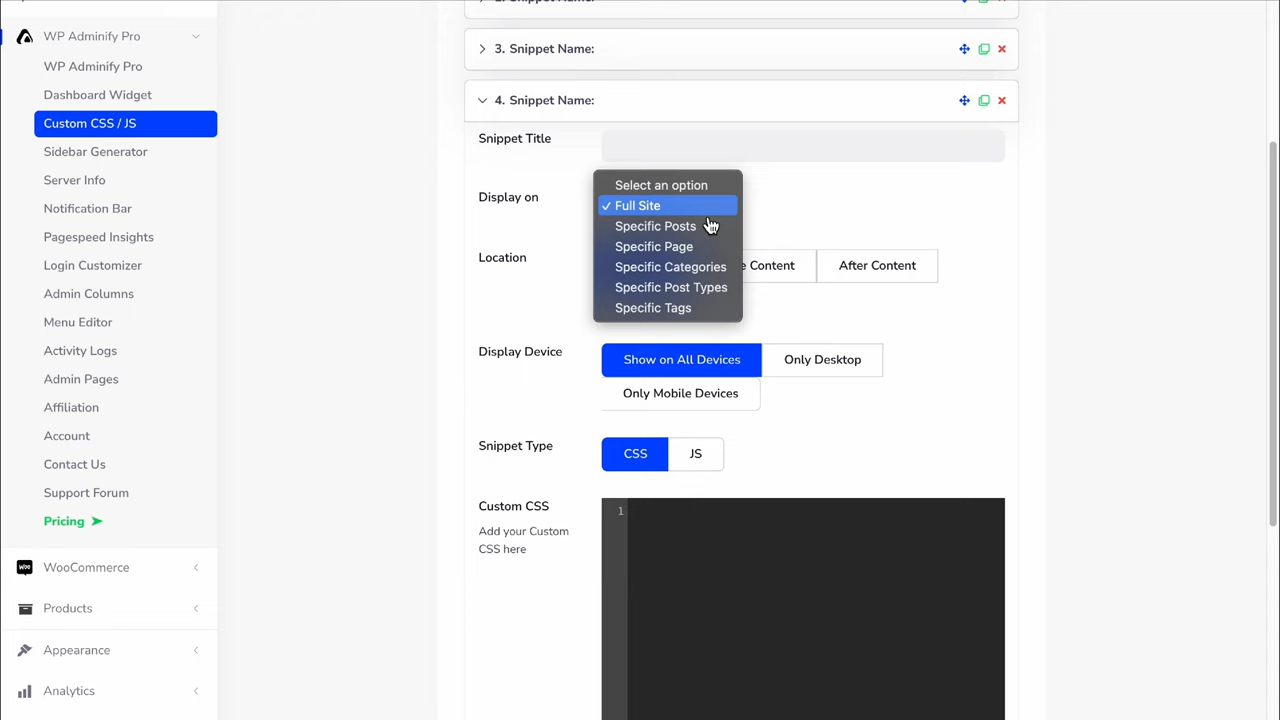 WP Adminify Pro
WP Adminify Pro
Dashboard Widget
Custom CSS / JS
Sidebar Generator
Server Info
Notification Bar
Pagespeed Insights
Login Customizer
Admin Columns
Menu Editor
Activity Logs
Admin Pages
Affiliation
Account
Contact Us
Support Forum
Pricing ➤
WooCommerce
Products
Appearance
Analytics
3. Snippet Name:
4. Snippet Name:
Snippet Title
Display on
Select an option
✓ Full Site
Specific Posts
Specific Page
Specific Categories
Specific Post Types
Specific Tags
Location
Content
After Content
Display Device
Show on All Devices
Only Desktop
Only Mobile Devices
Snippet Type
CSS
JS
Custom CSS
Add your Custom
CSS here
1